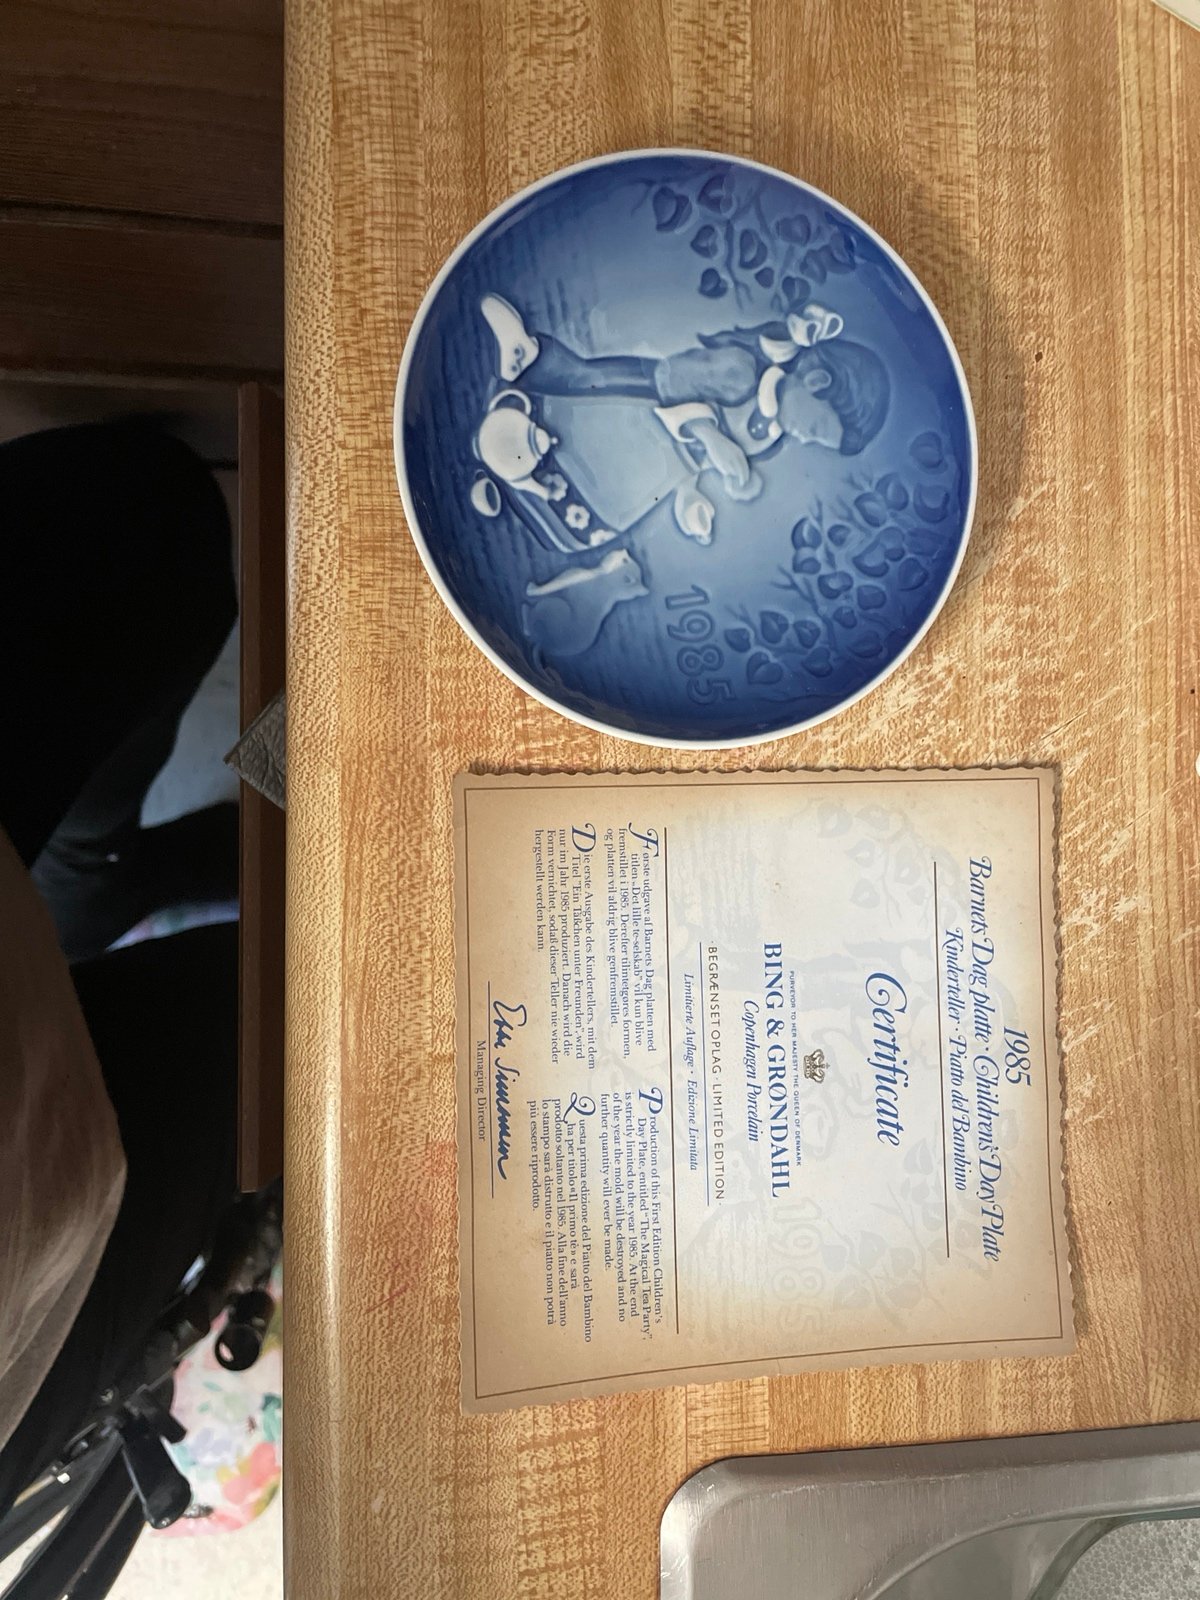 1985
1985
Barnets Dag platte · Children's Day Plate
Kinderteller · Piatto del Bambino
Certificate
PURVEYOR TO HER MAJESTY THE QUEEN OF DENMARK
BING & GRØNDAHL
Copenhagen Porcelain
1985
· BEGRÆNSET OPLAG · LIMITED EDITION ·
Limitierte Auflage · Edizione Limitata
Første udgave af Barnets Dag platten med
titlen »Det lille te-selskab« vil kun blive
fremstillet i 1985. Derefter tilintetgøres formen,
og platten vil aldrig blive genfremstillet.
Die erste Ausgabe des Kindertellers, mit dem
Titel "Ein Täßchen unter Freunden", wird
nur im Jahr 1985 produziert. Danach wird die
Form vernichtet, sodaß dieser Teller nie wieder
hergestellt werden kann.
Production of this First Edition Children's
Day Plate, entitled "The Magical Tea Party",
is strictly limited to the year 1985. At the end
of the year the mold will be destroyed and no
further quantity will ever be made.
Questa prima edizione del Piatto del Bambino
ha per titolo «Il primo tè» e sarà
prodotto soltanto nel 1985. Alla fine dell'anno
lo stampo sarà distrutto e il piatto non potrà
più essere riprodotto.
Managing Director